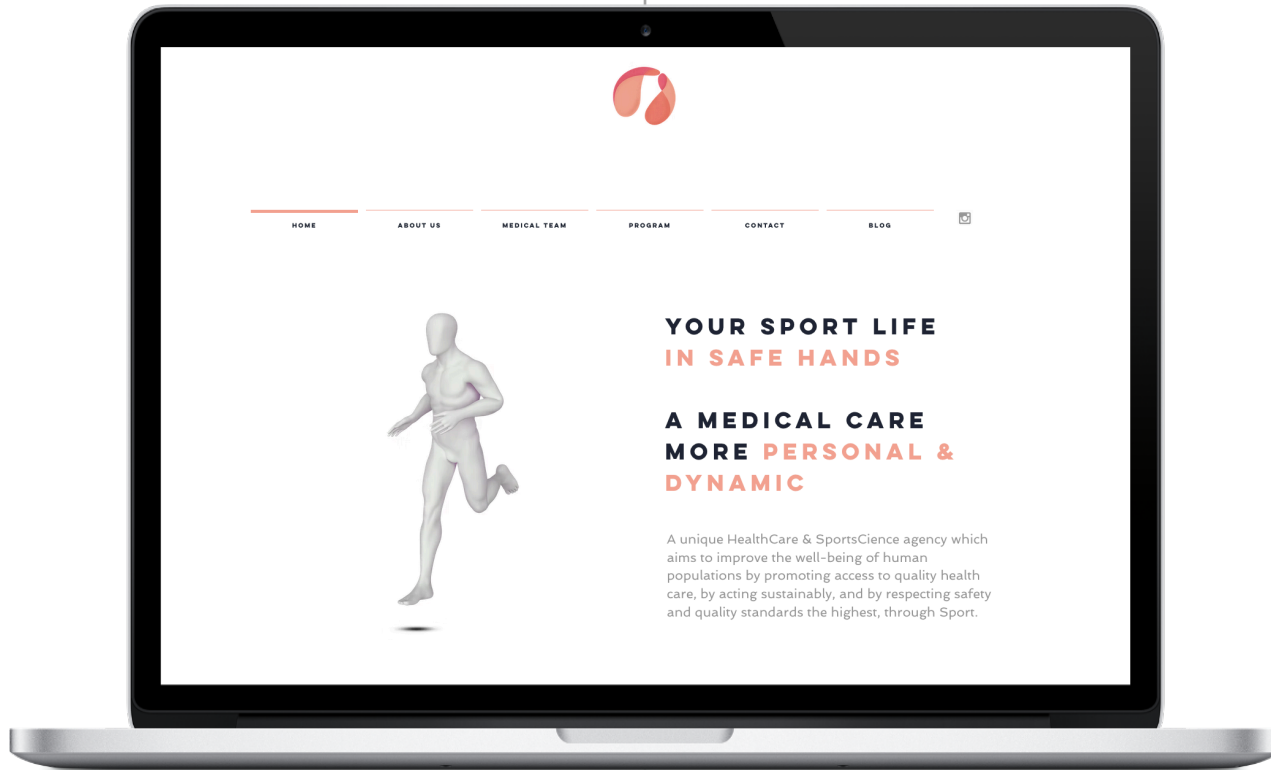 HOME
ABOUT US
MEDICAL TEAM
PROGRAM
CONTACT
BLOG
YOUR SPORT LIFE
IN SAFE HANDS
A MEDICAL CARE
MORE PERSONAL &
DYNAMIC
A unique HealthCare & SportsCience agency which
aims to improve the well-being of human
populations by promoting access to quality health
care, by acting sustainably, and by respecting safety
and quality standards the highest, through Sport.